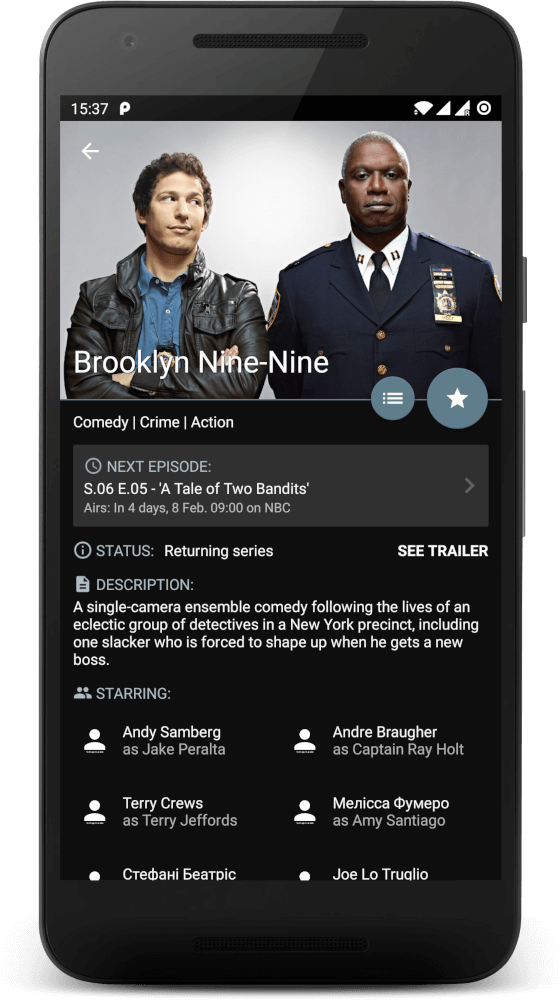 15:37
Brooklyn Nine-Nine
Comedy | Crime | Action
NEXT EPISODE:
S.06 E.05 - 'A Tale of Two Bandits'
Airs: In 4 days, 8 Feb. 09:00 on NBC
STATUS: Returning series SEE TRAILER
DESCRIPTION:
A single-camera ensemble comedy following the lives of an
eclectic group of detectives in a New York precinct, including
one slacker who is forced to shape up when he gets a new
boss.
STARRING:
Andy Samberg
as Jake Peralta
Andre Braugher
as Captain Ray Holt
Terry Crews
as Terry Jeffords
Мелісса Фумеро
as Amy Santiago
Стефані Беатріс
Joe Lo Truglio